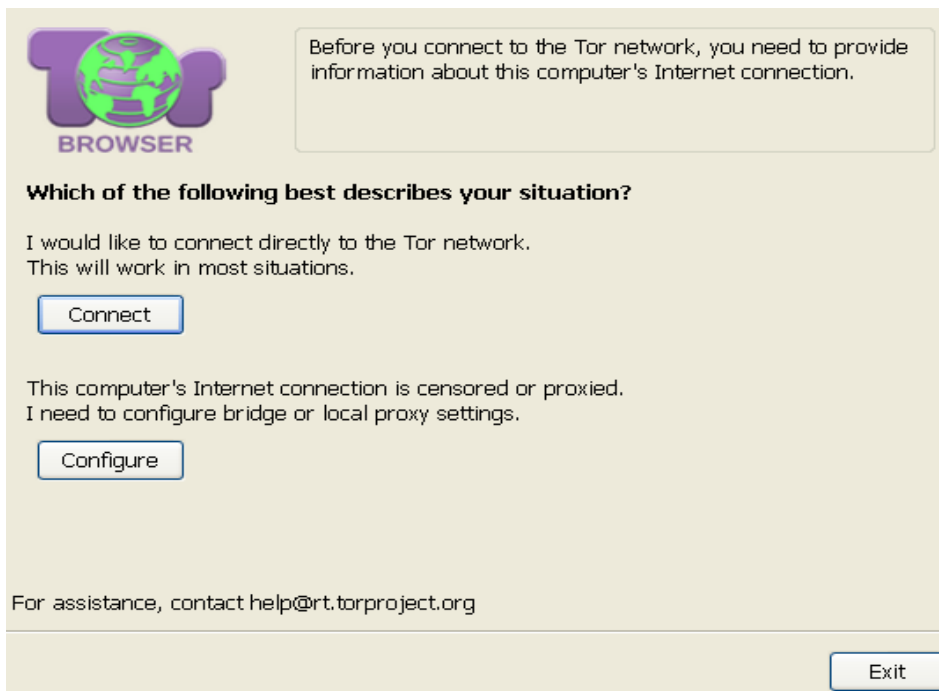 Tor
BROWSER
Before you connect to the Tor network, you need to provide
information about this computer's Internet connection.
Which of the following best describes your situation?
I would like to connect directly to the Tor network.
This will work in most situations.
Connect
This computer's Internet connection is censored or proxied.
I need to configure bridge or local proxy settings.
Configure
For assistance, contact help@rt.torproject.org
Exit